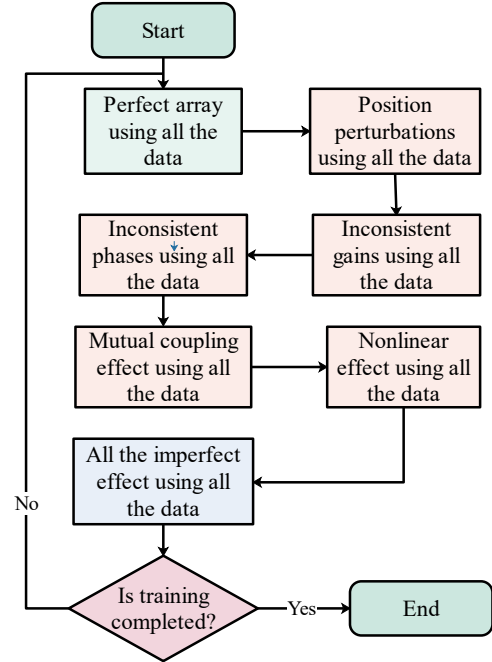 Start
Perfect array
using all the
data
Position
perturbations
using all the data
Inconsistent
gains using all
the data
Inconsistent
phases using all
the data
Mutual coupling
effect using all
the data
Nonlinear
effect using all
the data
All the imperfect
effect using all
the data
No
Is training
completed?
Yes
End